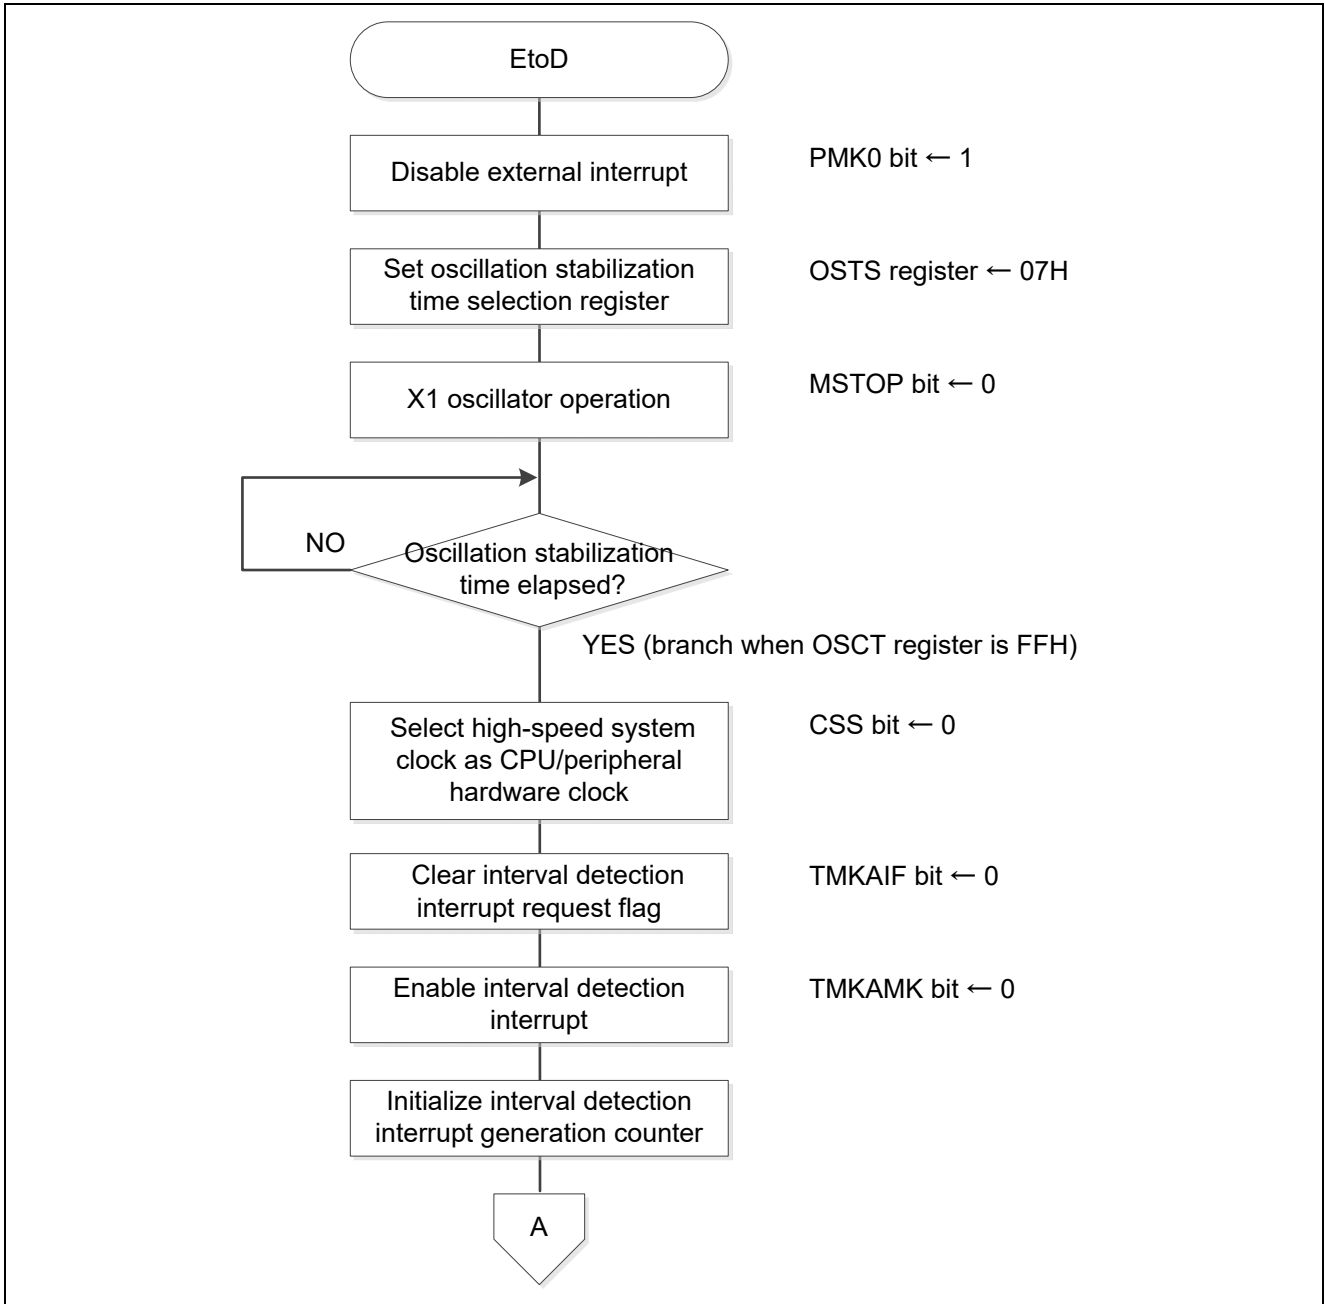 EtoD
Disable external interrupt
PMK0 bit ← 1
Set oscillation stabilization
time selection register
OSTS register ← 07H
X1 oscillator operation
MSTOP bit ← 0
NO
Oscillation stabilization
time elapsed?
YES (branch when OSCT register is FFH)
Select high-speed system
clock as CPU/peripheral
hardware clock
CSS bit ← 0
Clear interval detection
interrupt request flag
TMKAIF bit ← 0
Enable interval detection
interrupt
TMKAMK bit ← 0
Initialize interval detection
interrupt generation counter
A